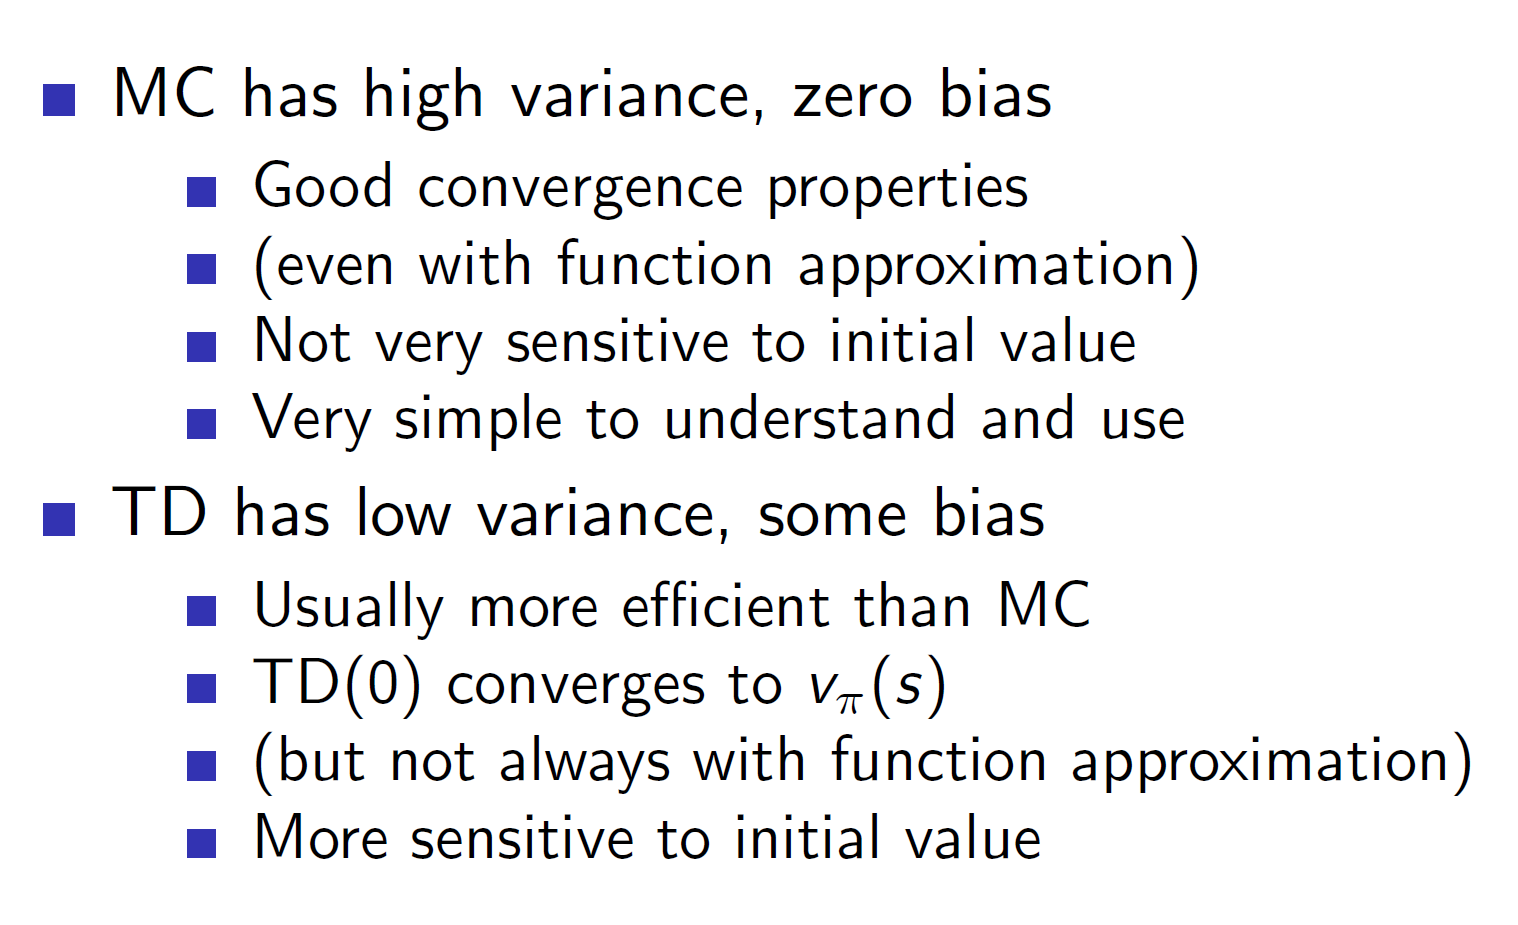 MC has high variance, zero bias
Good convergence properties
(even with function approximation)
Not very sensitive to initial value
Very simple to understand and use
TD has low variance, some bias
Usually more efficient than MC
TD(0) converges to vπ(s)
(but not always with function approximation)
More sensitive to initial value